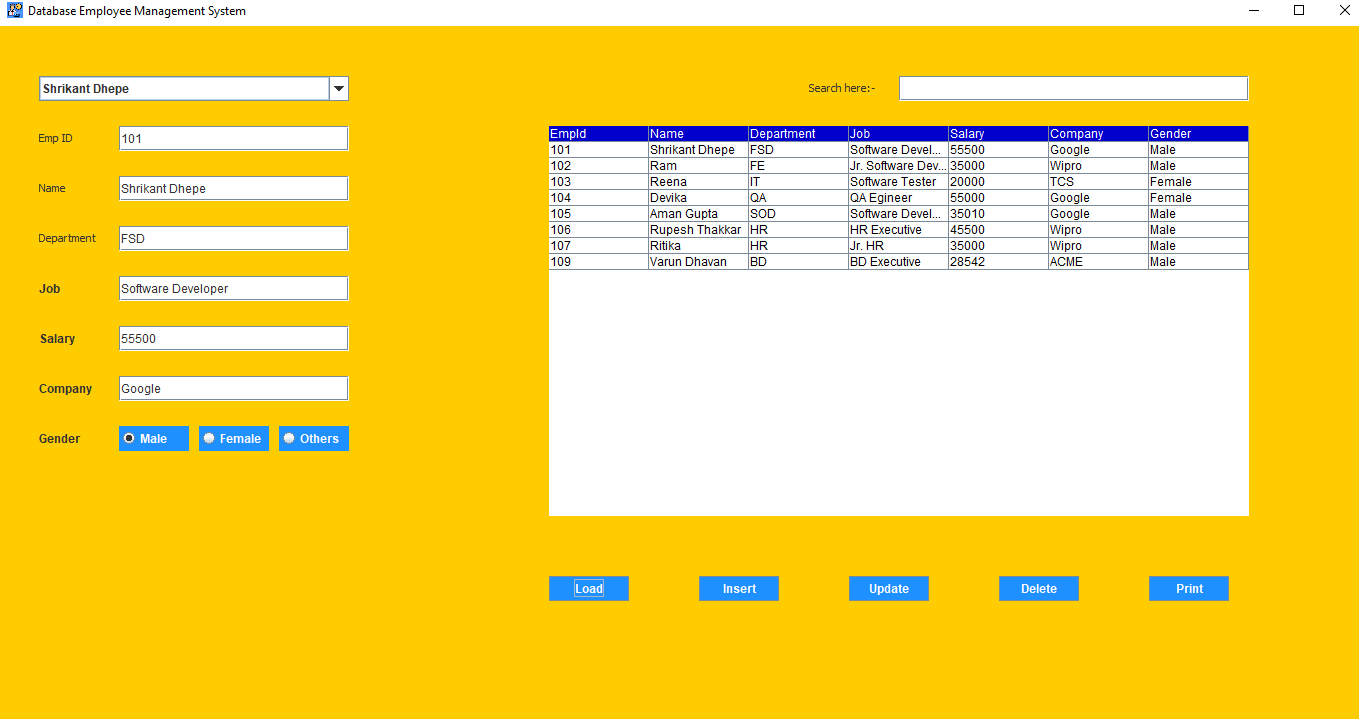 Database Employee Management System
Shrikant Dhepe
Search here:-
Emp ID 101
Name Shrikant Dhepe
Department FSD
Job Software Developer
Salary 55500
Company Google
Gender Male Female Others
EmpId Name Department Job Salary Company Gender
101 Shrikant Dhepe FSD Software Devel... 55500 Google Male
102 Ram FE Jr. Software Dev... 35000 Wipro Male
103 Reena IT Software Tester 20000 TCS Female
104 Devika QA QA Egineer 55000 Google Female
105 Aman Gupta SOD Software Devel... 35010 Google Male
106 Rupesh Thakkar HR HR Executive 45500 Wipro Male
107 Ritika HR Jr. HR 35000 Wipro Male
109 Varun Dhavan BD BD Executive 28542 ACME Male
Load Insert Update Delete Print